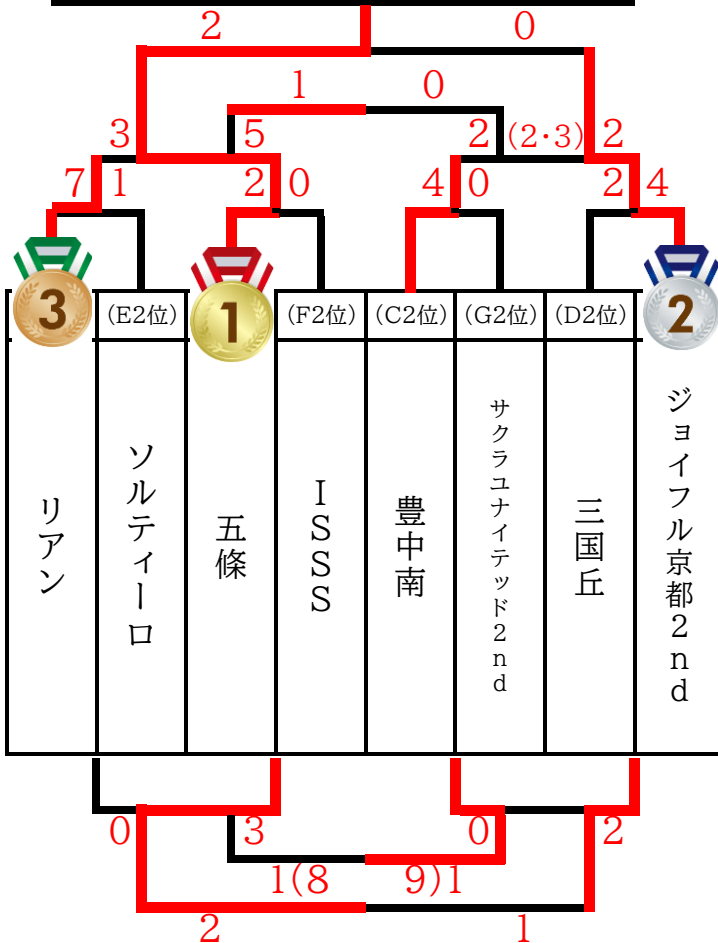 2 0
1 0
3 5 2 (2·3) 2
7 1 2 0 4 0 2 4
3 (E2位) 1 (F2位) (C2位) (G2位) (D2位) 2
リアン
ソルティーロ
五條
ISSS
豊中南
サクラユナイテッド2nd
三国丘
ジョイフル京都2nd
0 3 0 2
1(8 9)1
2 1